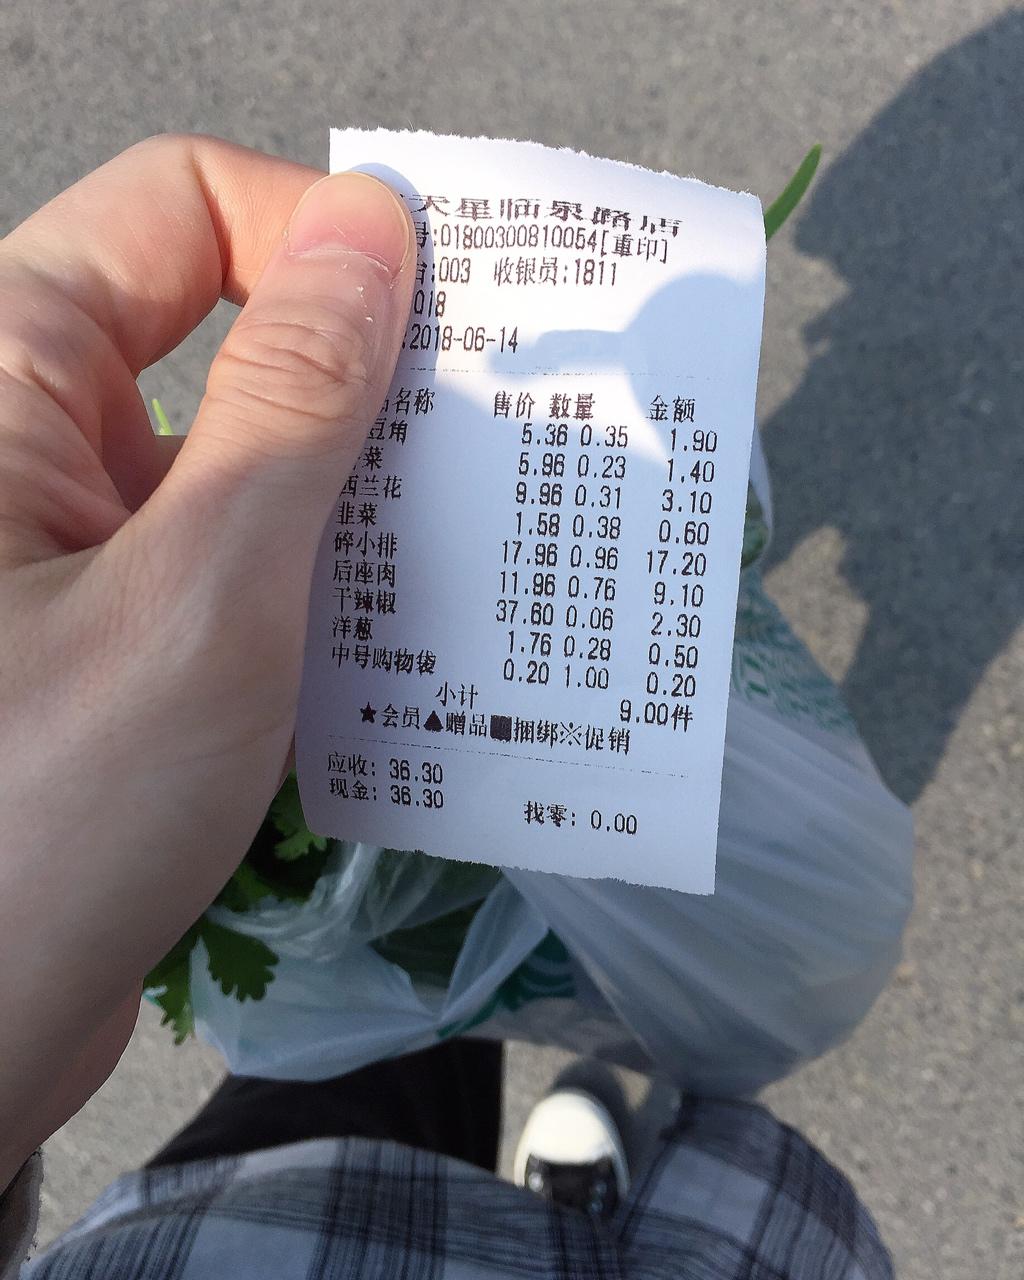 天星临泉路店
号:01800300810054[重印]
台:003 收银员:1811
018
:2018-06-14
名称 售价 数量 金额
豆角 5.36 0.35 1.90
菜 5.96 0.23 1.40
西兰花 9.96 0.31 3.10
韭菜 1.58 0.38 0.60
碎小排 17.96 0.96 17.20
后座肉 11.96 0.76 9.10
干辣椒 37.60 0.06 2.30
洋葱 1.76 0.28 0.50
中号购物袋 0.20 1.00 0.20
小计 9.00件
★会员▲赠品■捆绑※促销
应收: 36.30
现金: 36.30 找零: 0.00